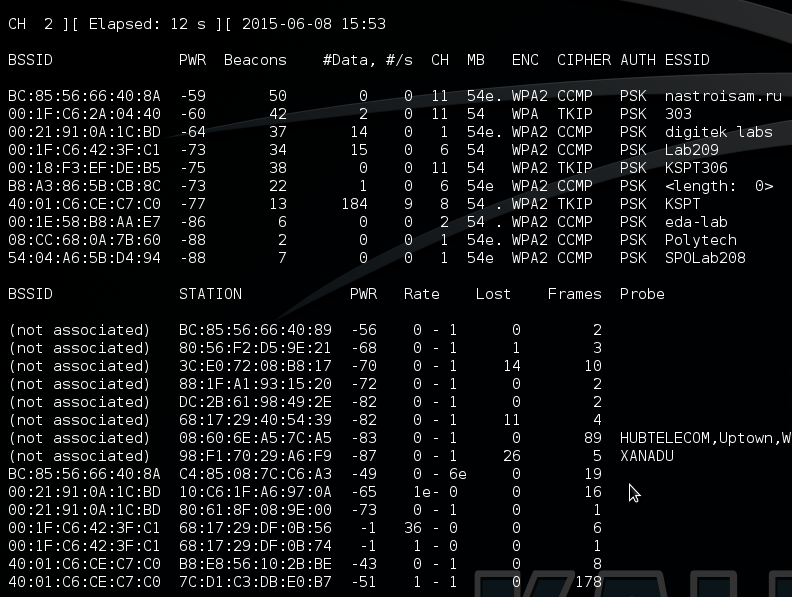 CH  2 ][ Elapsed: 12 s ][ 2015-06-08 15:53
BSSID              PWR  Beacons    #Data, #/s  CH  MB   ENC  CIPHER AUTH ESSID
BC:85:56:66:40:8A  -59       50        0    0  11  54e. WPA2 CCMP   PSK  nastroisam.ru
00:1F:C6:2A:04:40  -60       42        2    0  11  54   WPA  TKIP   PSK  303
00:21:91:0A:1C:BD  -64       37       14    0   1  54e. WPA2 CCMP   PSK  digitek labs
00:1F:C6:42:3F:C1  -73       34       15    0   6  54   WPA2 CCMP   PSK  Lab209
00:18:F3:EF:DE:B5  -75       38        0    0  11  54   WPA2 TKIP   PSK  KSPT306
B8:A3:86:5B:CB:8C  -73       22        1    0   6  54e  WPA2 CCMP   PSK  <length:  0>
40:01:C6:CE:C7:C0  -77       13      184    9   8  54 . WPA2 TKIP   PSK  KSPT
00:1E:58:B8:AA:E7  -86        6        0    0   2  54 . WPA2 CCMP   PSK  eda-lab
08:CC:68:0A:7B:60  -88        2        0    0   1  54e. WPA2 CCMP   PSK  Polytech
54:04:A6:5B:D4:94  -88        7        0    0   1  54e  WPA2 CCMP   PSK  SPOLab208
BSSID              STATION            PWR   Rate    Lost    Frames  Probe
(not associated)   BC:85:56:66:40:89  -56    0 - 1      0        2
(not associated)   80:56:F2:D5:9E:21  -68    0 - 1      1        3
(not associated)   3C:E0:72:08:B8:17  -70    0 - 1     14       10
(not associated)   88:1F:A1:93:15:20  -72    0 - 1      0        2
(not associated)   DC:2B:61:98:49:2E  -82    0 - 1      0        2
(not associated)   68:17:29:40:54:39  -82    0 - 1     11        4
(not associated)   08:60:6E:A5:7C:A5  -83    0 - 1      0       89  HUBTELECOM,Uptown,W
(not associated)   98:F1:70:29:A6:F9  -87    0 - 1     26        5  XANADU
BC:85:56:66:40:8A  C4:85:08:7C:C6:A3  -49    0 - 6e     0       19
00:21:91:0A:1C:BD  10:C6:1F:A6:97:0A  -65    1e- 0      0       16
00:21:91:0A:1C:BD  80:61:8F:08:9E:00  -73    0 - 1      0        1
00:1F:C6:42:3F:C1  68:17:29:DF:0B:56   -1   36 - 0      0        6
00:1F:C6:42:3F:C1  68:17:29:DF:0B:74   -1    1 - 0      0        1
40:01:C6:CE:C7:C0  B8:E8:56:10:2B:BE  -43    0 - 1      0        8
40:01:C6:CE:C7:C0  7C:D1:C3:DB:E0:B7  -51    1 - 1      0      178